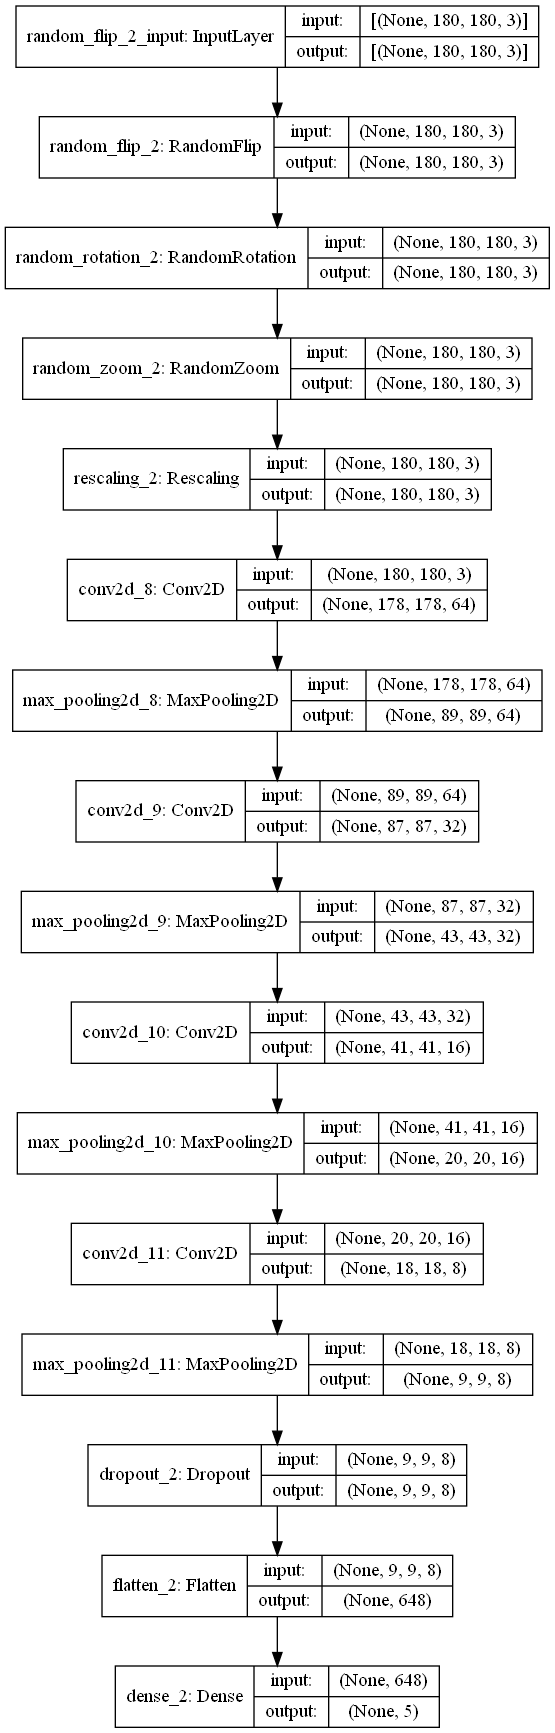 random_flip_2_input: InputLayer
input: [(None, 180, 180, 3)]
output: [(None, 180, 180, 3)]
random_flip_2: RandomFlip
input: (None, 180, 180, 3)
output: (None, 180, 180, 3)
random_rotation_2: RandomRotation
input: (None, 180, 180, 3)
output: (None, 180, 180, 3)
random_zoom_2: RandomZoom
input: (None, 180, 180, 3)
output: (None, 180, 180, 3)
rescaling_2: Rescaling
input: (None, 180, 180, 3)
output: (None, 180, 180, 3)
conv2d_8: Conv2D
input: (None, 180, 180, 3)
output: (None, 178, 178, 64)
max_pooling2d_8: MaxPooling2D
input: (None, 178, 178, 64)
output: (None, 89, 89, 64)
conv2d_9: Conv2D
input: (None, 89, 89, 64)
output: (None, 87, 87, 32)
max_pooling2d_9: MaxPooling2D
input: (None, 87, 87, 32)
output: (None, 43, 43, 32)
conv2d_10: Conv2D
input: (None, 43, 43, 32)
output: (None, 41, 41, 16)
max_pooling2d_10: MaxPooling2D
input: (None, 41, 41, 16)
output: (None, 20, 20, 16)
conv2d_11: Conv2D
input: (None, 20, 20, 16)
output: (None, 18, 18, 8)
max_pooling2d_11: MaxPooling2D
input: (None, 18, 18, 8)
output: (None, 9, 9, 8)
dropout_2: Dropout
input: (None, 9, 9, 8)
output: (None, 9, 9, 8)
flatten_2: Flatten
input: (None, 9, 9, 8)
output: (None, 648)
dense_2: Dense
input: (None, 648)
output: (None, 5)